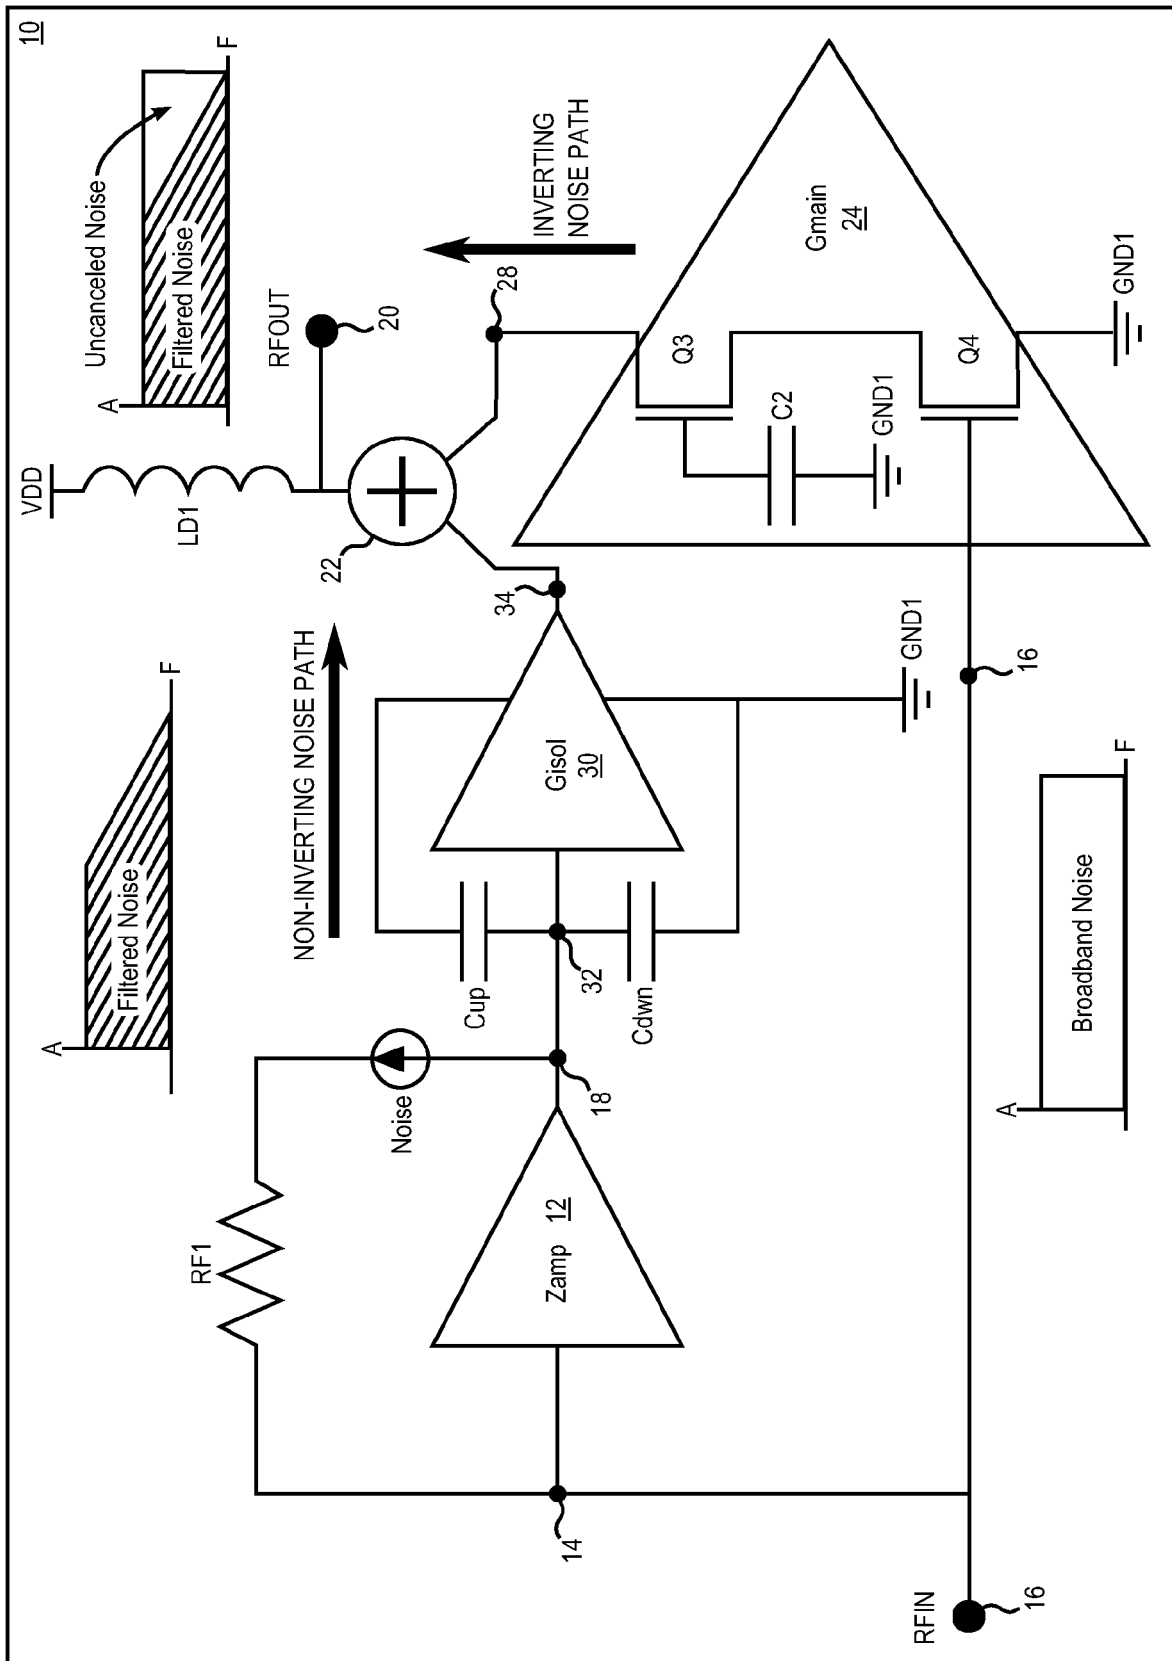 10
A
Filtered Noise
F
A
Uncanceled Noise
Filtered Noise
F
VDD
LD1
RFOUT
20
22
28
INVERTING
NOISE PATH
NON-INVERTING NOISE PATH
34
RF1
Noise
18
Cup
32
Cdwn
Zamp 12
Gisol
30
GND1
14
Q3
C2
GND1
Q4
Gmain
24
GND1
16
RFIN
16
A
Broadband Noise
F